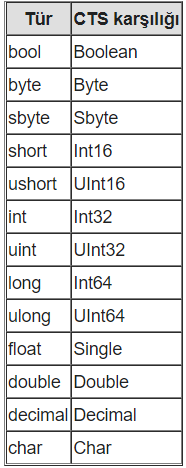 Tür CTS karşılığı
bool Boolean
byte Byte
sbyte Sbyte
short Int16
ushort UInt16
int Int32
uint UInt32
long Int64
ulong UInt64
float Single
double Double
decimal Decimal
char Char